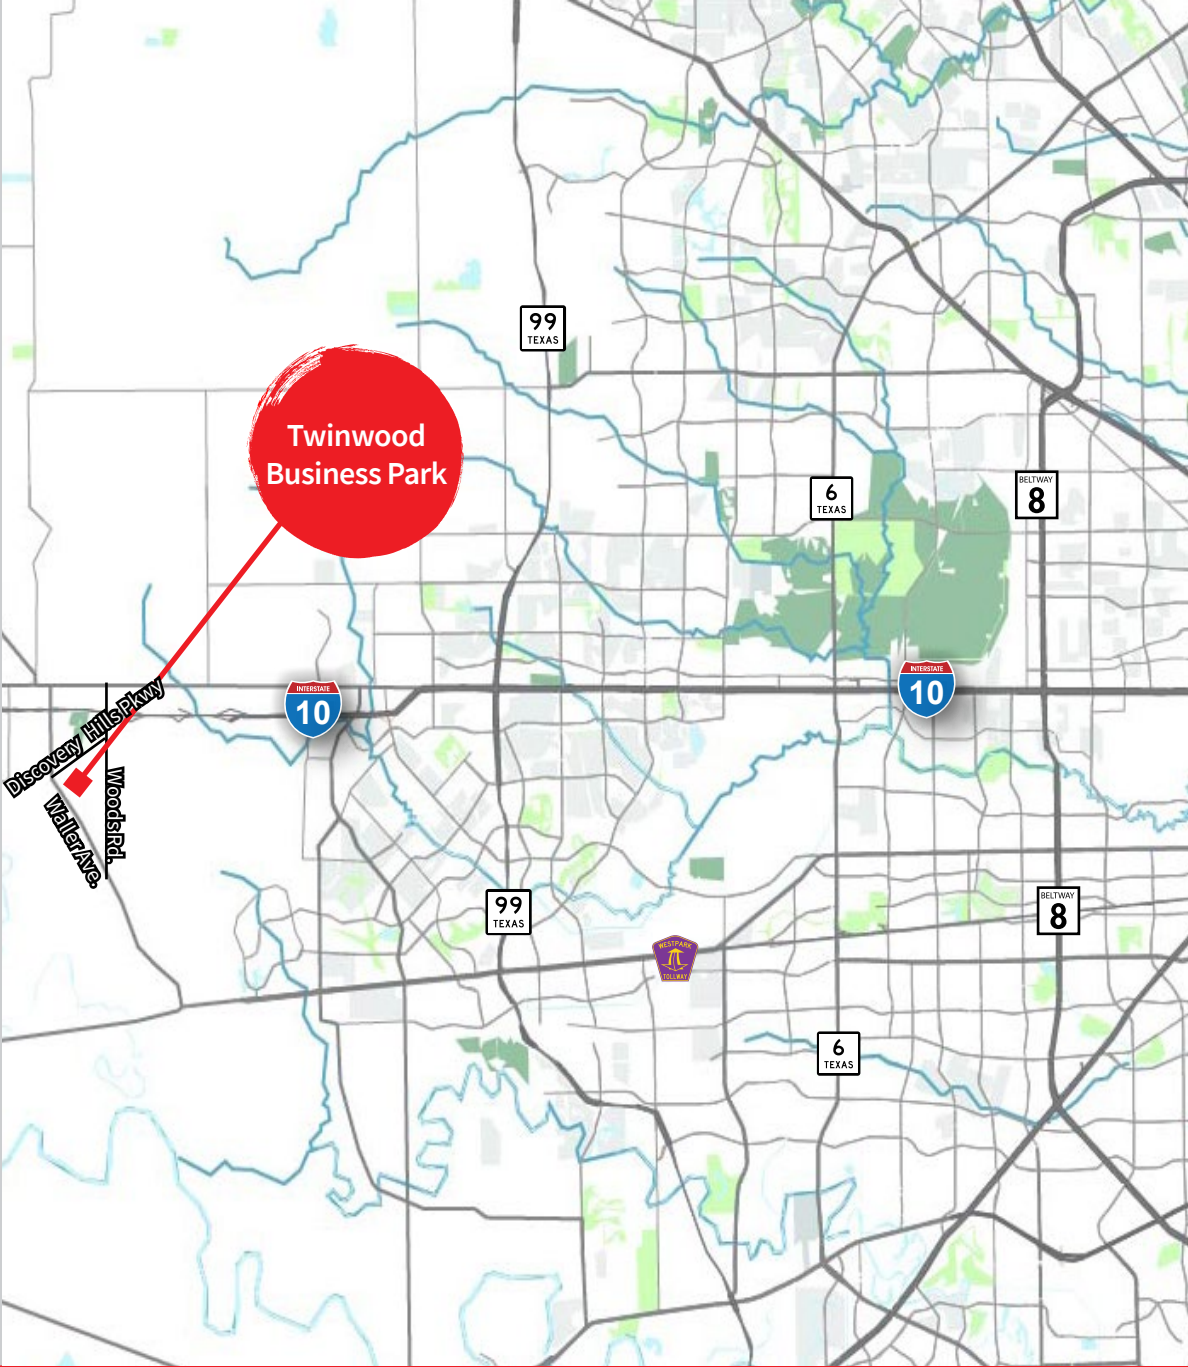 99
TEXAS
Twinwood
Business Park
6
TEXAS
BELTWAY
8
INTERSTATE
10
INTERSTATE
10
Discovery Hills Pkwy
Woods Rd.
Waller Ave.
99
TEXAS
BELTWAY
8
WESTPARK
TOLLWAY
6
TEXAS